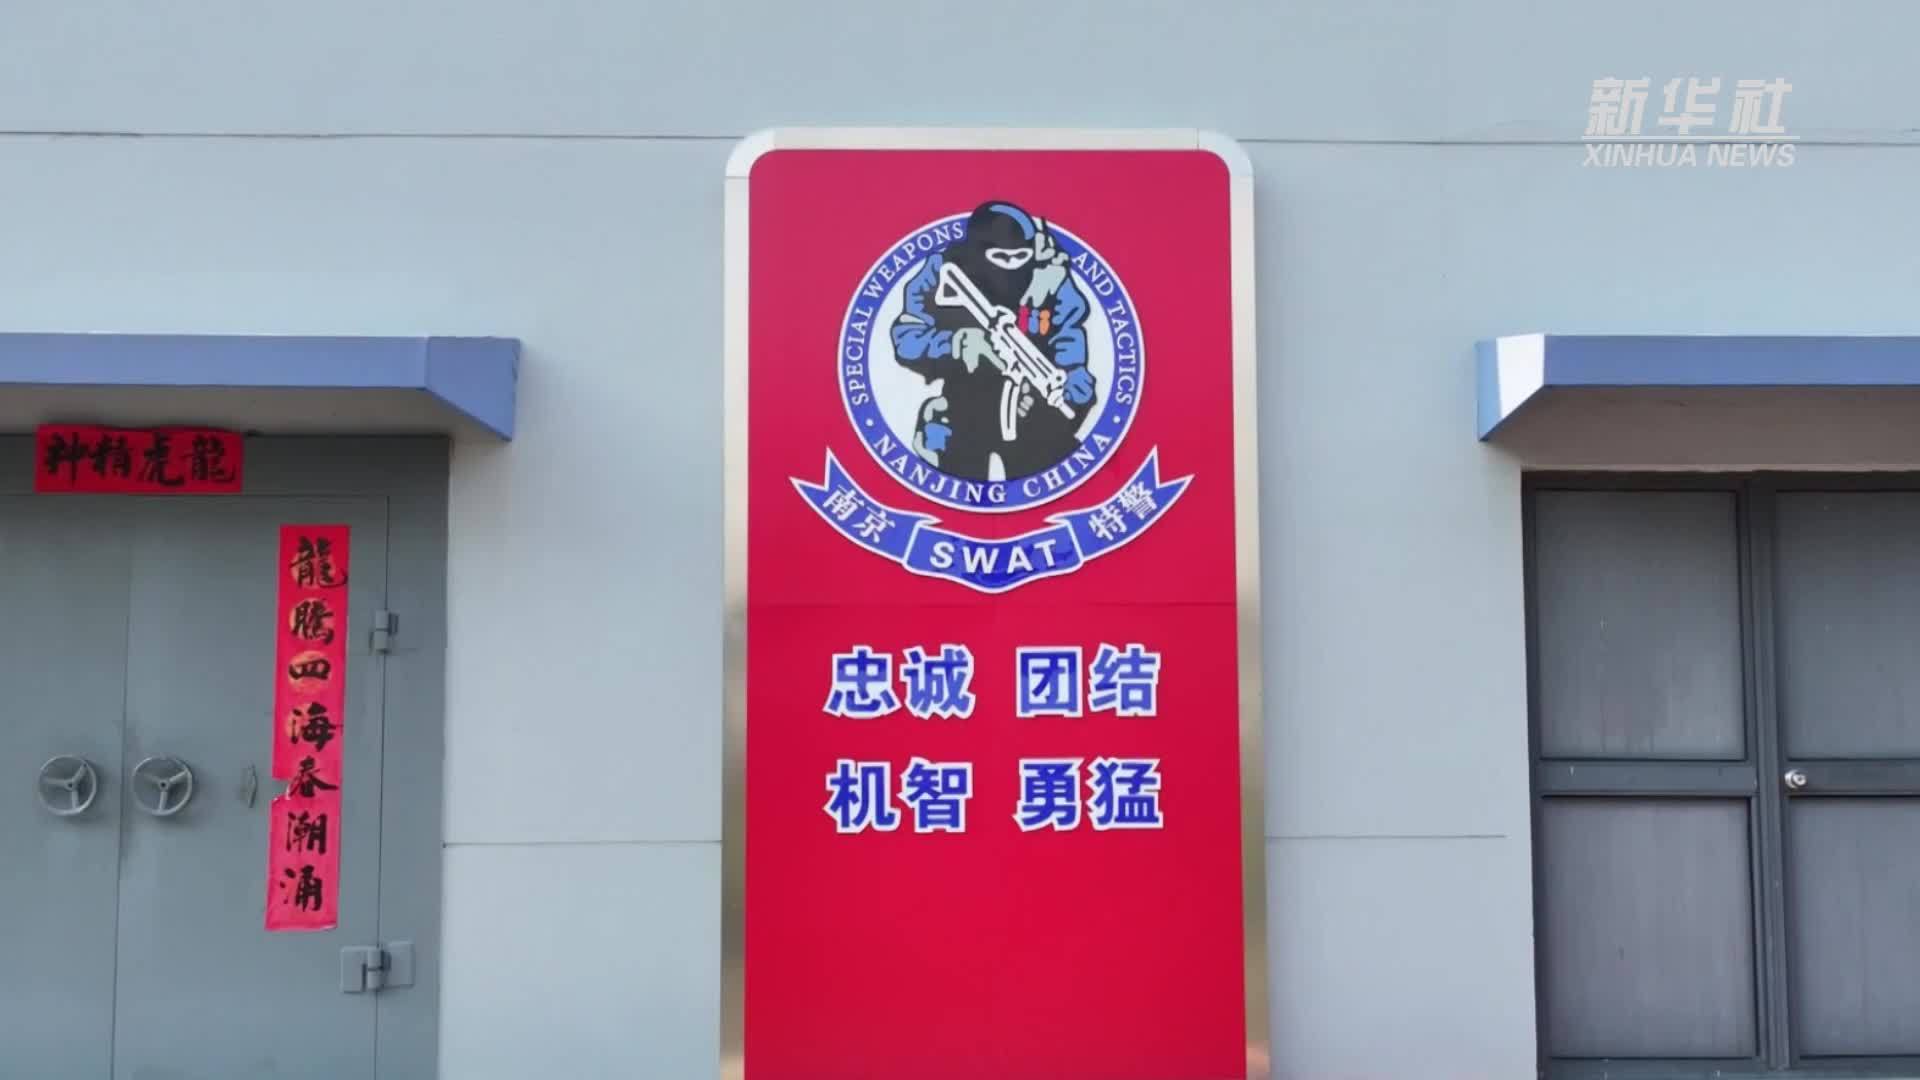 新华社
XINHUA NEWS
SPECIAL WEAPONS AND TACTICS
· NANJING CHINA ·
南京 SWAT 特警
忠诚 团结
机智 勇猛
龍虎精神
龍騰四海春潮涌